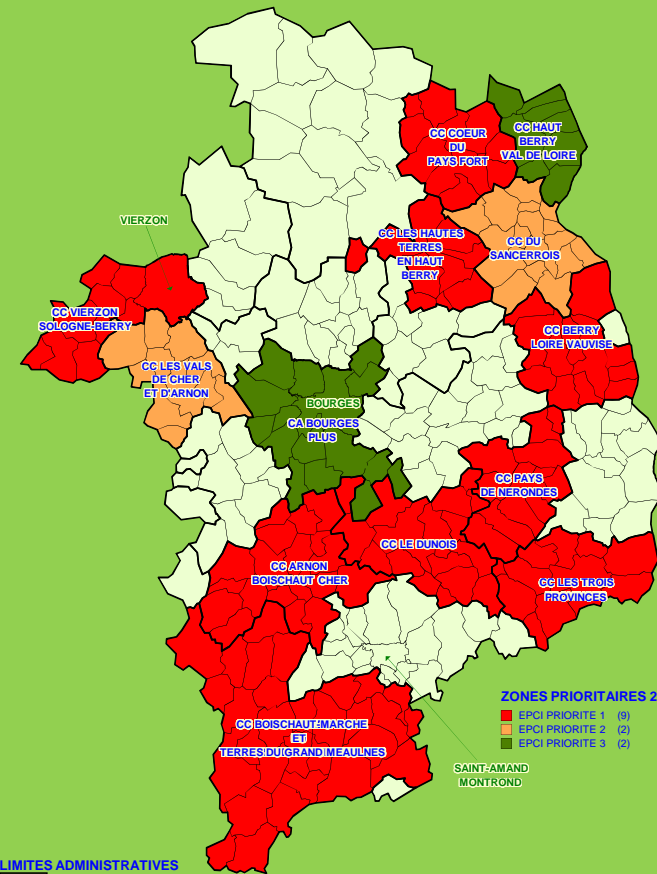 CC COEUR
DU
PAYS FORT
CC HAUT
BERRY
VAL DE LOIRE
VIERZON
CC LES HAUTES
TERRES
EN HAUT
BERRY
CC DU
SANCERROIS
CC VIERZON
SOLOGNE-BERRY
CC BERRY
LOIRE VAUVISE
CC LES VALS
DE CHER
ET D'ARNON
BOURGES
CA BOURGES
PLUS
CC PAYS
DE NERONDES
CC LE DUNOIS
CC ARNON
BOISCHAUT CHER
CC LES TROIS
PROVINCES
ZONES PRIORITAIRES 2
EPCI PRIORITE 1 (9)
EPCI PRIORITE 2 (2)
EPCI PRIORITE 3 (2)
CC BOISCHAUT-MARCHE
ET
TERRES DU GRAND MEAULNES
SAINT-AMAND
MONTROND
LIMITES ADMINISTRATIVES